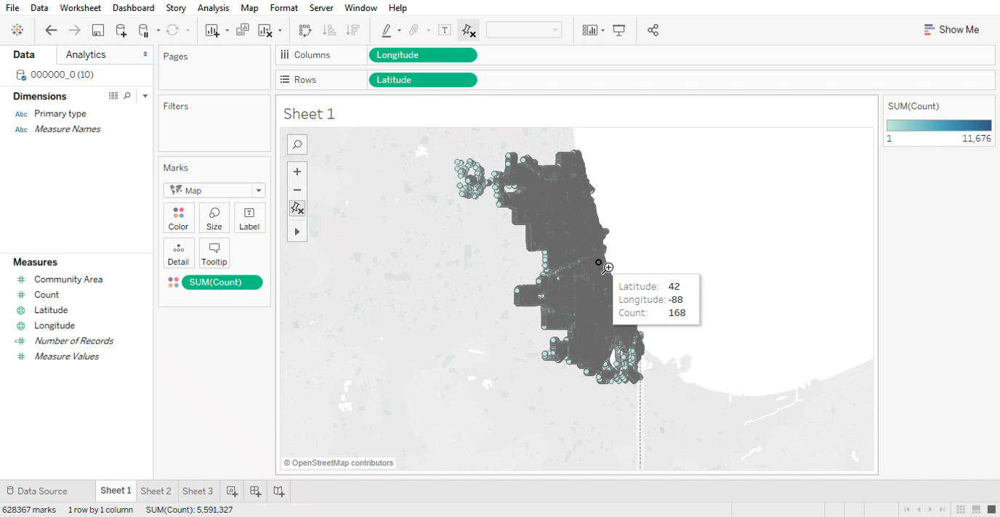 File Data Worksheet Dashboard Story Analysis Map Format Server Window Help
Show Me
Data Analytics
000000_0 (10)
Dimensions
Abc Primary type
Abc Measure Names
Measures
Community Area
Count
Latitude
Longitude
Number of Records
Measure Values
Pages
Filters
Marks
Map
Color Size Label
Detail Tooltip
SUM(Count)
Columns Longitude
Rows Latitude
Sheet 1
Latitude: 42
Longitude: -88
Count: 168
© OpenStreetMap contributors
SUM(Count)
1 11,676
Data Source Sheet 1 Sheet 2 Sheet 3
628367 marks 1 row by 1 column SUM(Count): 5,591,327